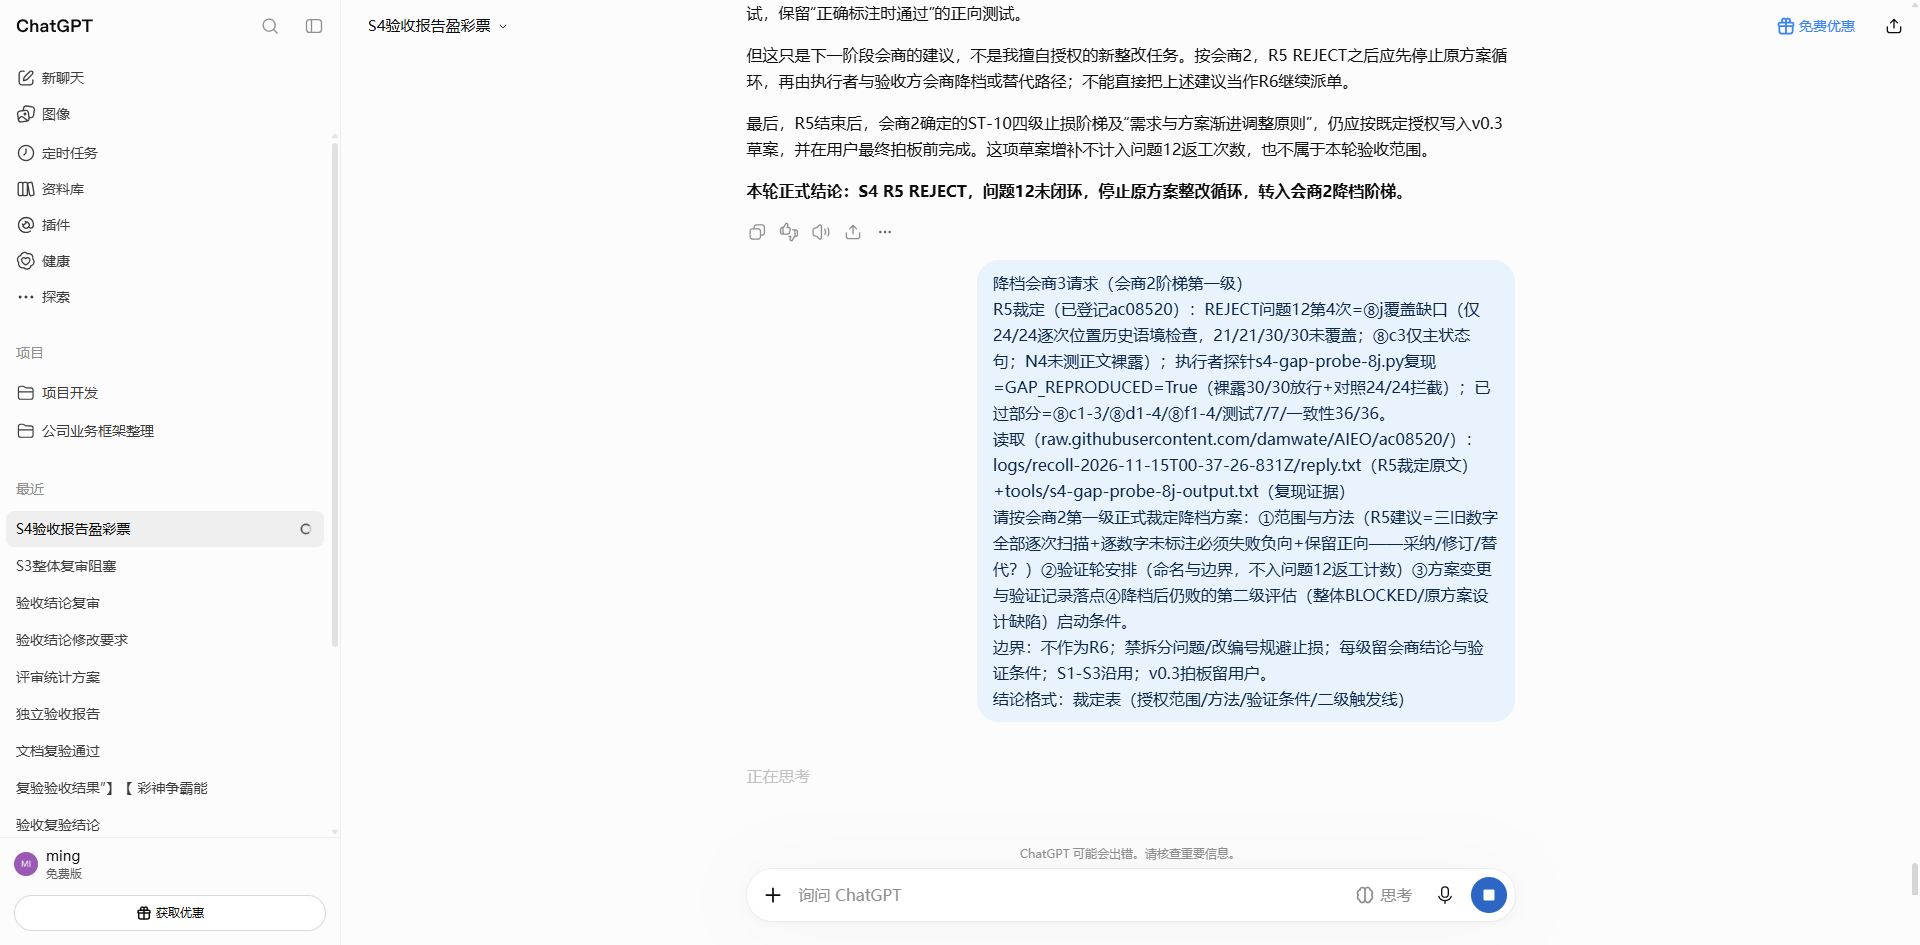 ChatGPT
新聊天
图像
定时任务
资料库
插件
健康
探索
项目
项目开发
公司业务框架整理
最近
S4验收报告盈彩票
S3整体复审阻塞
验收结论复审
验收结论修改要求
评审统计方案
独立验收报告
文档复验通过
复验验收结果”】【 彩神争霸能
验收复验结论
MI
ming
免费版
获取优惠
S4验收报告盈彩票
免费优惠
试，保留“正确标注时通过”的正向测试。
但这只是下一阶段会商的建议，不是我擅自授权的新整改任务。按会商2，R5 REJECT之后应先停止原方案循
环，再由执行者与验收方会商降档或替代路径；不能直接把上述建议当作R6继续派单。
最后，R5结束后，会商2确定的ST-10四级止损阶梯及“需求与方案渐进调整原则”，仍应按既定授权写入v0.3
草案，并在用户最终拍板前完成。这项草案增补不计入问题12返工次数，也不属于本轮验收范围。
本轮正式结论：S4 R5 REJECT，问题12未闭环，停止原方案整改循环，转入会商2降档阶梯。
降档会商3请求（会商2阶梯第一级）
R5裁定（已登记ac08520）：REJECT问题12第4次=⑧j覆盖缺口（仅
24/24逐次位置历史语境检查，21/21/30/30未覆盖；⑧c3仅主状态
句；N4未测正文裸露）；执行者探针s4-gap-probe-8j.py复现
=GAP_REPRODUCED=True（裸露30/30放行+对照24/24拦截）；已
过部分=⑧c1-3/⑧d1-4/⑧f1-4/测试7/7/一致性36/36。
读取（raw.githubusercontent.com/damwate/AIEO/ac08520/）：
logs/recoll-2026-11-15T00-37-26-831Z/reply.txt（R5裁定原文）
+tools/s4-gap-probe-8j-output.txt（复现证据）
请按会商2第一级正式裁定降档方案：①范围与方法（R5建议=三旧数字
全部逐次扫描+逐数字未标注必须失败负向+保留正向——采纳/修订/替
代？）②验证轮安排（命名与边界，不入问题12返工计数）③方案变更
与验证记录落点④降档后仍败的第二级评估（整体BLOCKED/原方案设
计缺陷）启动条件。
边界：不作为R6；禁拆分问题/改编号规避止损；每级留会商结论与验
证条件；S1-S3沿用；v0.3拍板留用户。
结论格式：裁定表（授权范围/方法/验证条件/二级触发线）
正在思考
ChatGPT 可能会出错。请核查重要信息。
询问 ChatGPT
思考